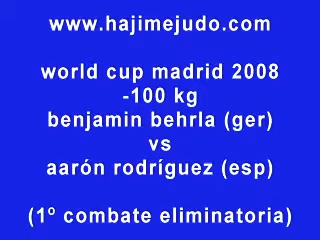 www.hajimejudo.com
world cup madrid 2008
-100 kg
benjamin behrla (ger)
vs
aarón rodríguez (esp)
(1º combate eliminatoria)